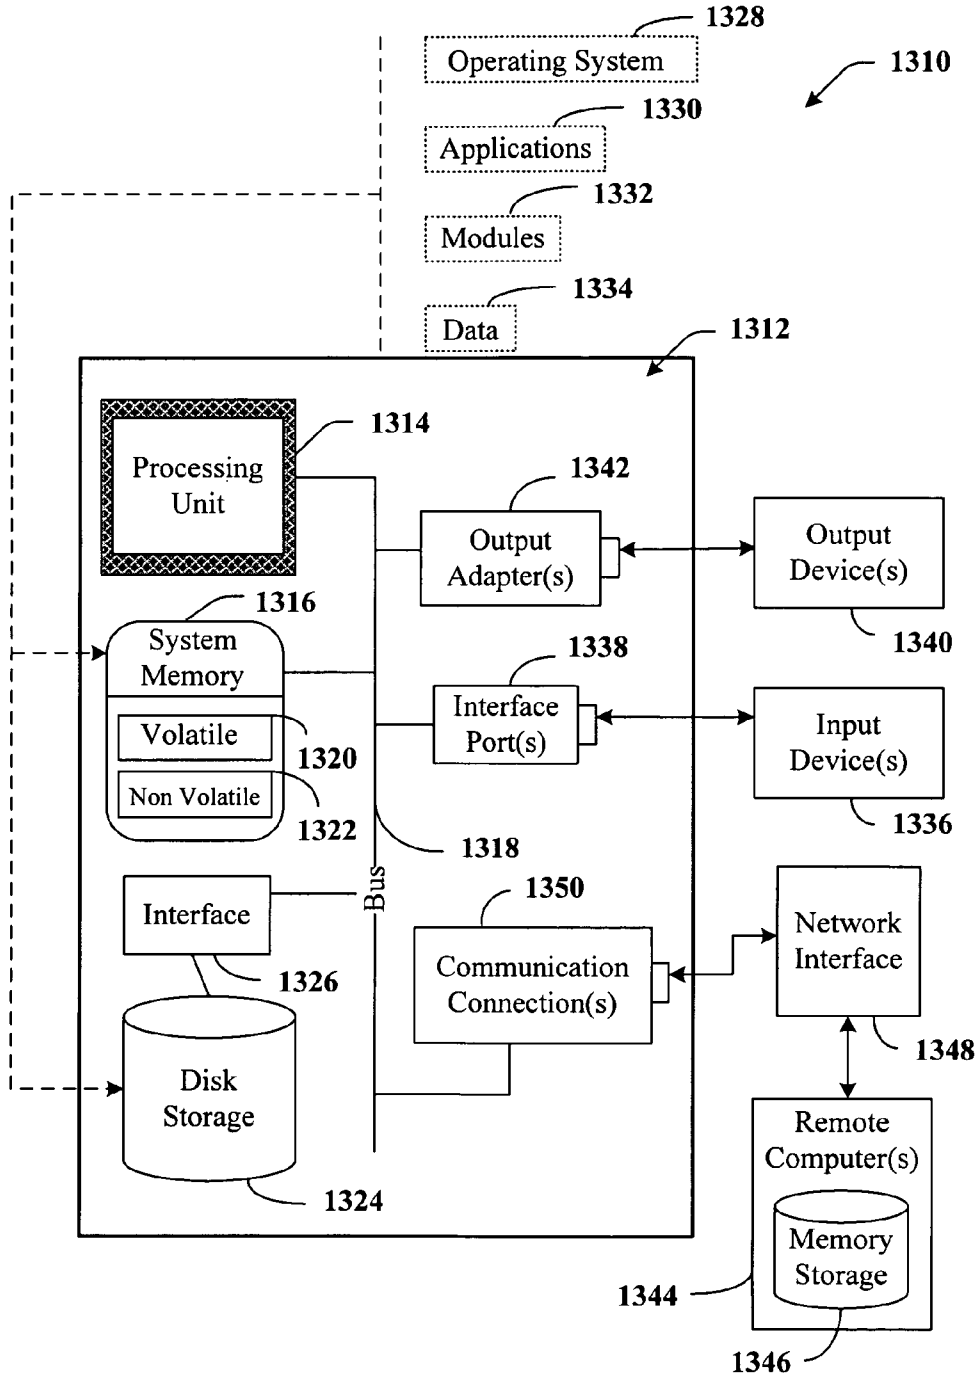 1328
Operating System
1310
1330
Applications
1332
Modules
1334
Data
1312
1314
Processing
Unit
1342
Output
Adapter(s)
Output
Device(s)
1340
1316
System
Memory
1338
Interface
Port(s)
Input
Device(s)
1336
Volatile
1320
Non Volatile
1322
1318
Bus
1350
Interface
1326
Communication
Connection(s)
Network
Interface
1348
Disk
Storage
1324
Remote
Computer(s)
Memory
Storage
1344
1346